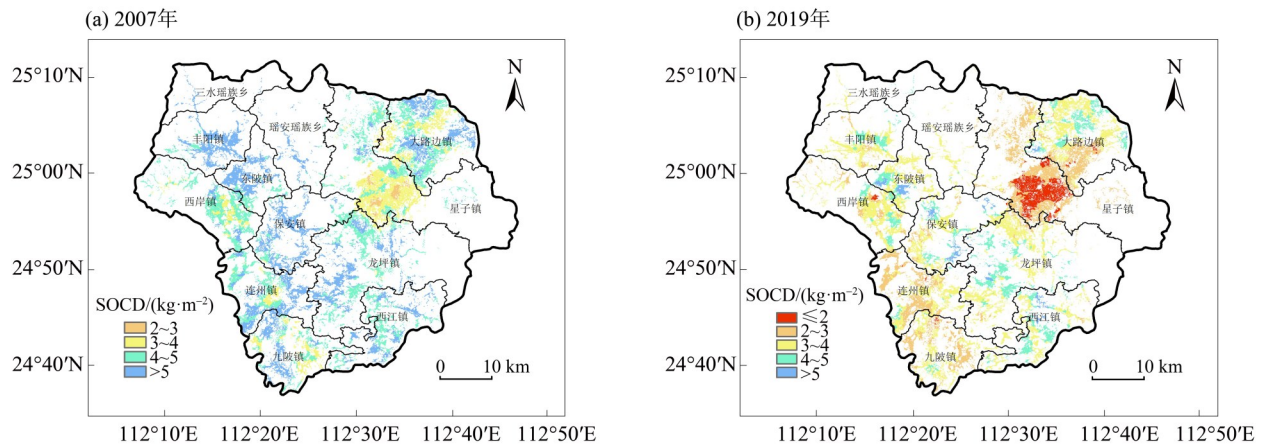 (a) 2007年
25°10′N
25°00′N
24°50′N
24°40′N
N
三水瑶族乡
瑶安瑶族乡
丰阳镇
大路边镇
东陂镇
西岸镇
星子镇
保安镇
龙坪镇
连州镇
西江镇
九陂镇
SOCD/(kg·m⁻²)
2~3
3~4
4~5
>5
0 10 km
112°10′E 112°20′E 112°30′E 112°40′E 112°50′E
(b) 2019年
25°10′N
25°00′N
24°50′N
24°40′N
N
三水瑶族乡
瑶安瑶族乡
丰阳镇
大路边镇
东陂镇
西岸镇
星子镇
保安镇
龙坪镇
连州镇
西江镇
九陂镇
SOCD/(kg·m⁻²)
≤2
2~3
3~4
4~5
>5
0 10 km
112°10′E 112°20′E 112°30′E 112°40′E 112°50′E